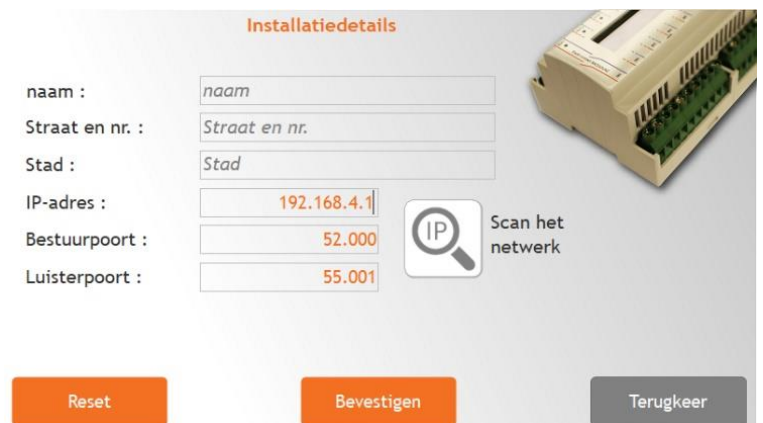 Installatiedetails
naam : naam
Straat en nr. : Straat en nr.
Stad : Stad
IP-adres : 192.168.4.1
Bestuurpoort : 52.000
Luisterpoort : 55.001
IP
Scan het
netwerk
Reset Bevestigen Terugkeer